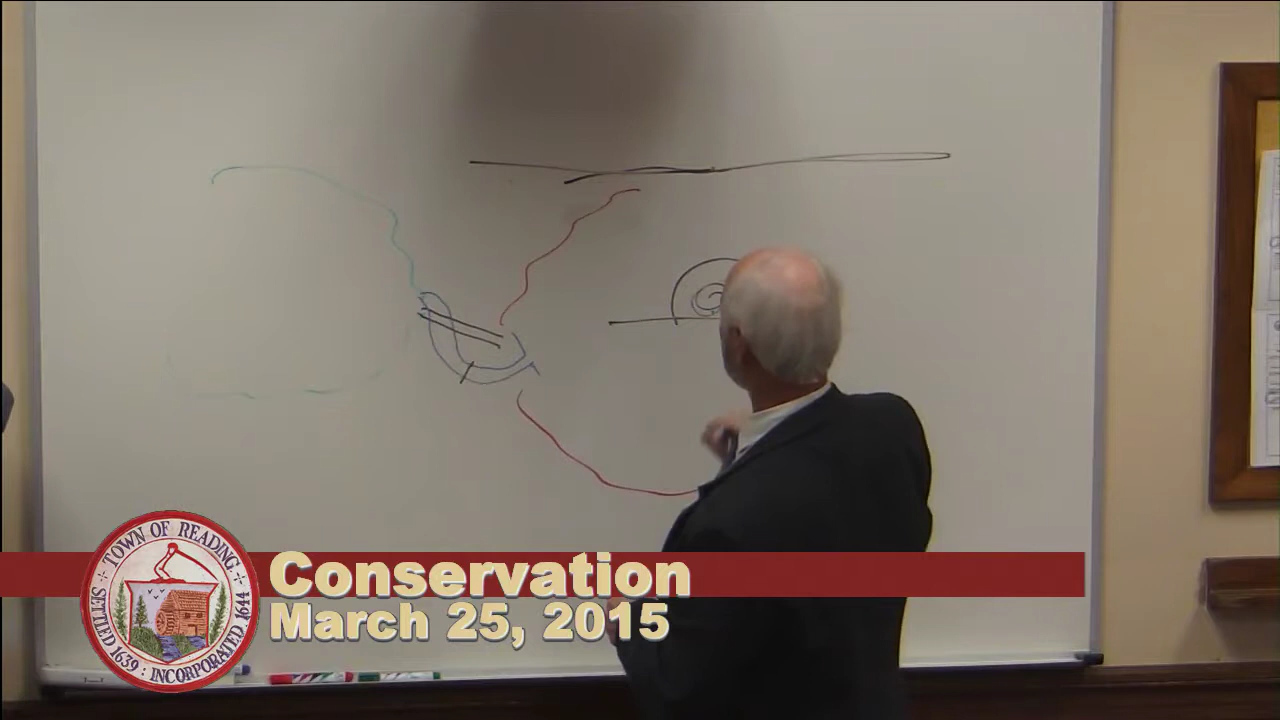 TOWN OF READING
SETTLED 1639 : INCORPORATED 1644
Conservation
March 25, 2015